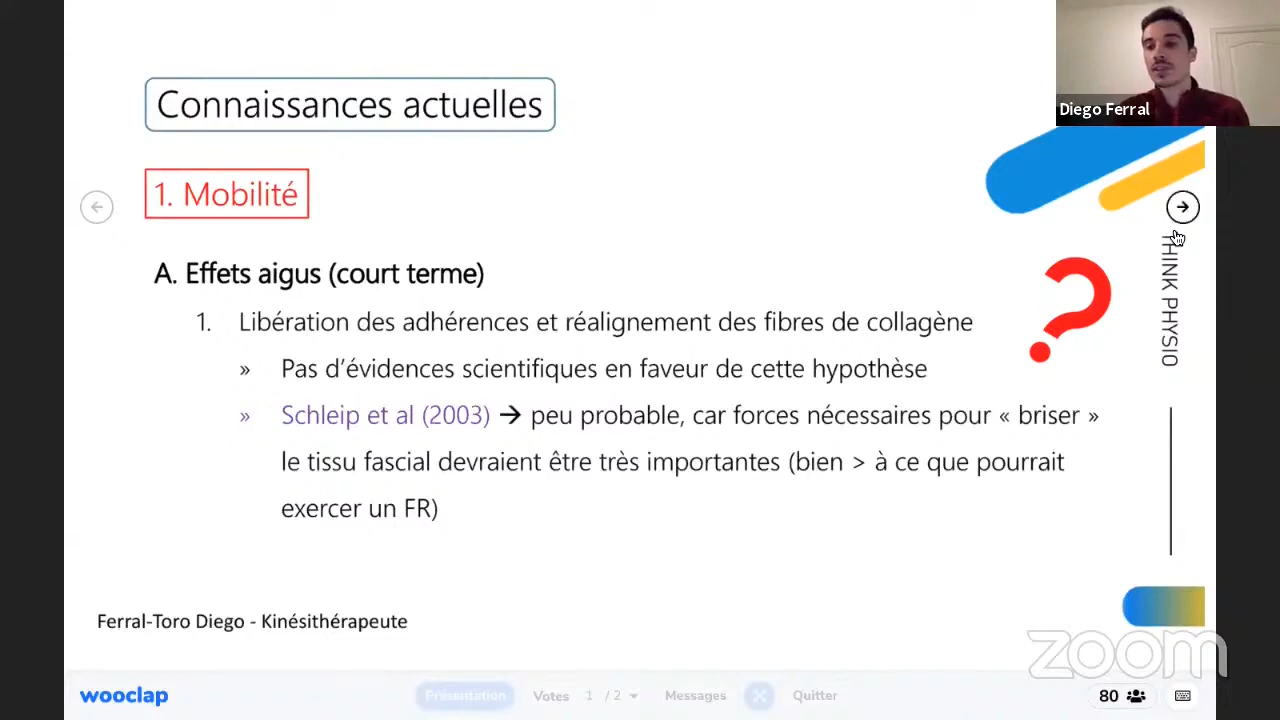 Connaissances actuelles
Diego Ferral
1. Mobilité
A. Effets aigus (court terme)
1. Libération des adhérences et réalignement des fibres de collagène
» Pas d’évidences scientifiques en faveur de cette hypothèse
» Schleip et al (2003) → peu probable, car forces nécessaires pour « briser »
le tissu fascial devraient être très importantes (bien > à ce que pourrait
exercer un FR)
?
THINK PHYSIO
Ferral-Toro Diego - Kinésithérapeute
zoom
wooclap
Présentation Votes 1 / 2 Messages Quitter
80